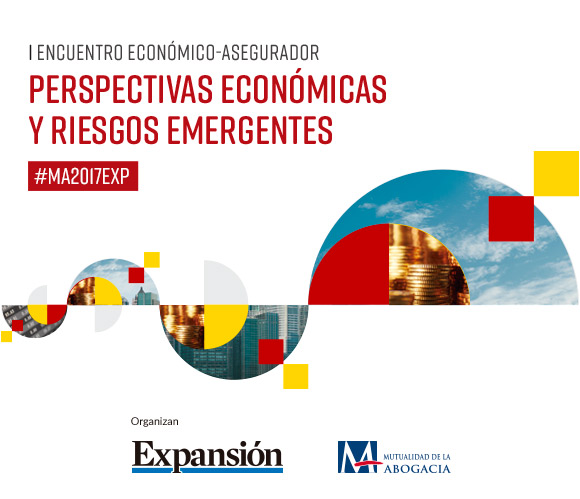 I ENCUENTRO ECONÓMICO-ASEGURADOR
PERSPECTIVAS ECONÓMICAS
Y RIESGOS EMERGENTES
#MA2017EXP
Organizan
Expansión
MUTUALIDAD DE LA
ABOGACIA